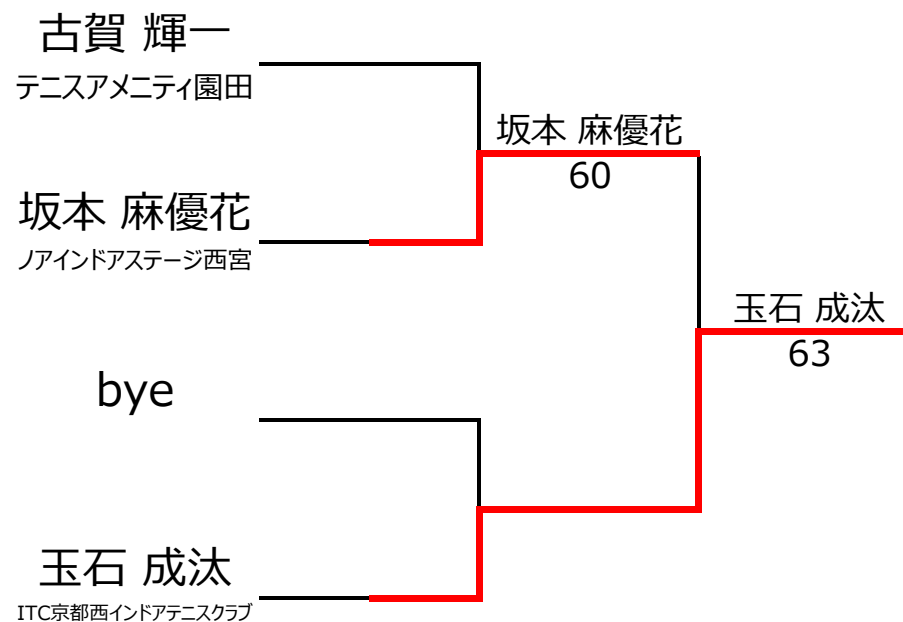 古賀 輝一
テニスアメニティ園田
坂本 麻優花
60
坂本 麻優花
ノアインドアステージ西宮
玉石 成汰
63
bye
玉石 成汰
ITC京都西インドアテニスクラブ